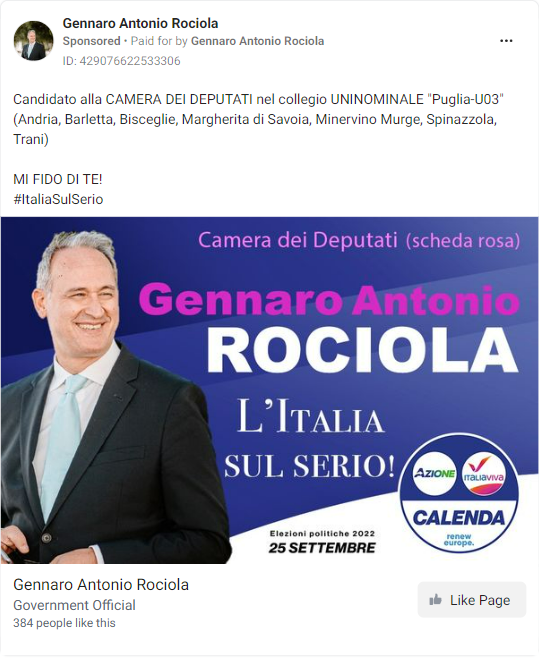 Gennaro Antonio Rociola
Sponsored • Paid for by Gennaro Antonio Rociola
ID: 429076622533306
Candidato alla CAMERA DEI DEPUTATI nel collegio UNINOMINALE "Puglia-U03"
(Andria, Barletta, Bisceglie, Margherita di Savoia, Minervino Murge, Spinazzola,
Trani)
MI FIDO DI TE!
#ItaliaSulSerio
Camera dei Deputati (scheda rosa)
Gennaro Antonio
ROCIOLA
L'ITALIA
SUL SERIO!
AZIONE
ITALIAVIVA
CALENDA
renew
europe.
Elezioni politiche 2022
25 SETTEMBRE
Gennaro Antonio Rociola
Government Official
384 people like this
Like Page